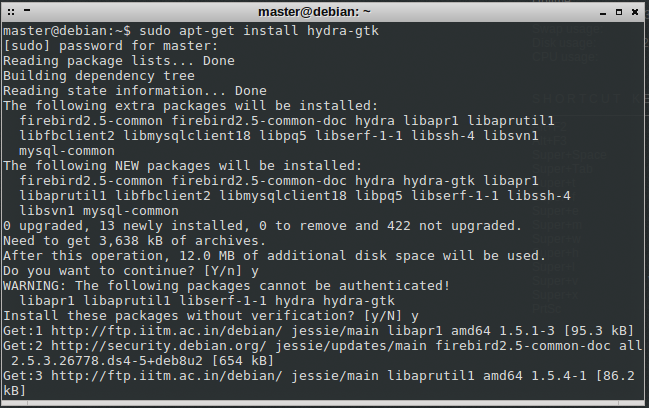 master@debian: ~
master@debian:~$ sudo apt-get install hydra-gtk
[sudo] password for master:
Reading package lists... Done
Building dependency tree
Reading state information... Done
The following extra packages will be installed:
  firebird2.5-common firebird2.5-common-doc hydra libapr1 libaprutil1
  libfbclient2 libmysqlclient18 libpq5 libserf-1-1 libssh-4 libsvn1
  mysql-common
The following NEW packages will be installed:
  firebird2.5-common firebird2.5-common-doc hydra hydra-gtk libapr1
  libaprutil1 libfbclient2 libmysqlclient18 libpq5 libserf-1-1 libssh-4
  libsvn1 mysql-common
0 upgraded, 13 newly installed, 0 to remove and 422 not upgraded.
Need to get 3,638 kB of archives.
After this operation, 12.0 MB of additional disk space will be used.
Do you want to continue? [Y/n] y
WARNING: The following packages cannot be authenticated!
  libapr1 libaprutil1 libserf-1-1 hydra hydra-gtk
Install these packages without verification? [y/N] y
Get:1 http://ftp.iitm.ac.in/debian/ jessie/main libapr1 amd64 1.5.1-3 [95.3 kB]
Get:2 http://security.debian.org/ jessie/updates/main firebird2.5-common-doc all
 2.5.3.26778.ds4-5+deb8u2 [654 kB]
Get:3 http://ftp.iitm.ac.in/debian/ jessie/main libaprutil1 amd64 1.5.4-1 [86.2
kB]